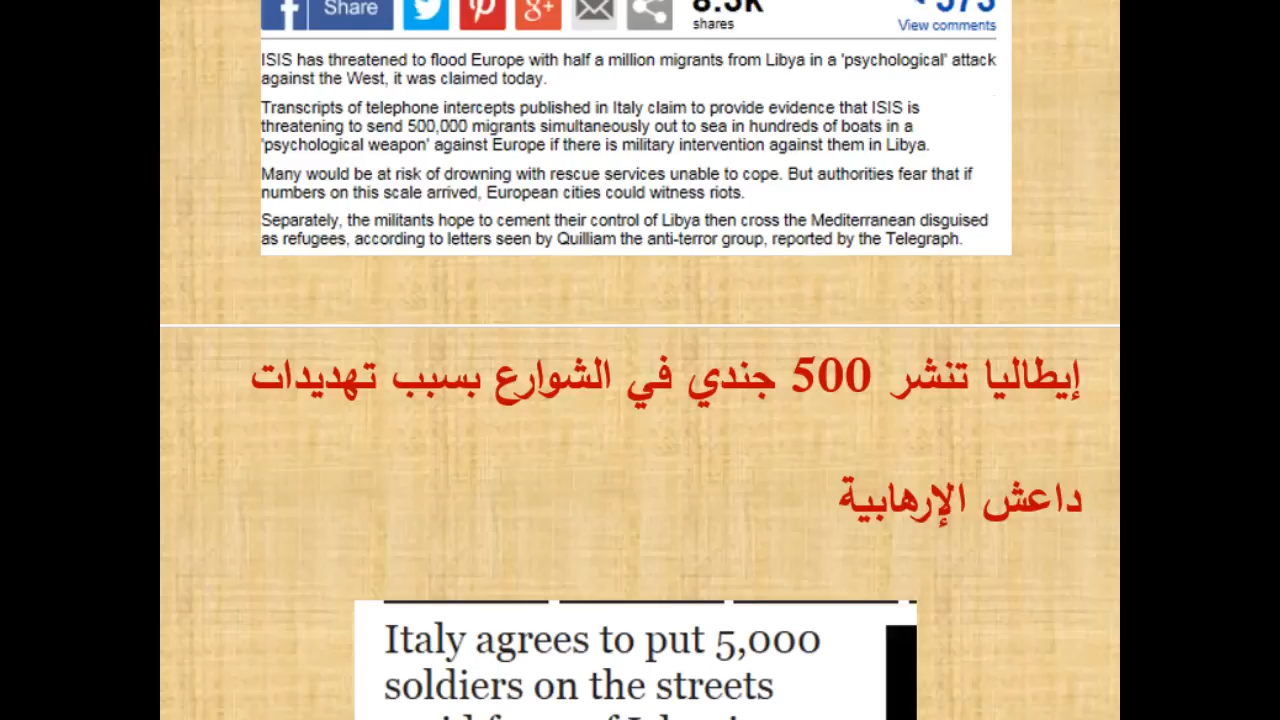 Share
8.5K
shares
573
View comments
ISIS has threatened to flood Europe with half a million migrants from Libya in a 'psychological' attack
against the West, it was claimed today.
Transcripts of telephone intercepts published in Italy claim to provide evidence that ISIS is
threatening to send 500,000 migrants simultaneously out to sea in hundreds of boats in a
'psychological weapon' against Europe if there is military intervention against them in Libya.
Many would be at risk of drowning with rescue services unable to cope. But authorities fear that if
numbers on this scale arrived, European cities could witness riots.
Separately, the militants hope to cement their control of Libya then cross the Mediterranean disguised
as refugees, according to letters seen by Quilliam the anti-terror group, reported by the Telegraph.
إيطاليا تنشر 500 جندي في الشوارع بسبب تهديدات
داعش الإرهابية
Italy agrees to put 5,000
soldiers on the streets